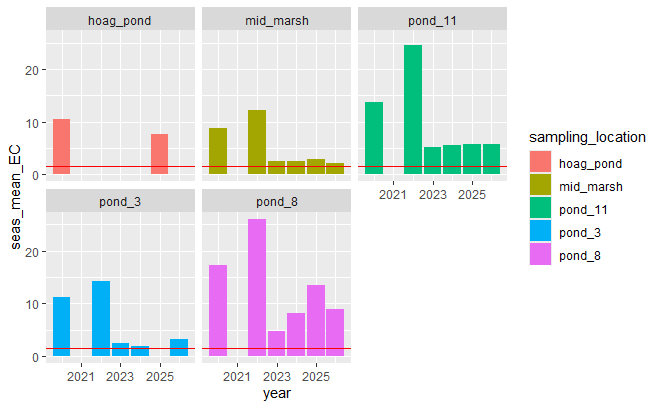 hoag_pond mid_marsh pond_11
20
10
0
2021 2023 2025
sampling_location
hoag_pond
mid_marsh
pond_11
pond_3
pond_8
seas_mean_EC
pond_3 pond_8
20
10
0
2021 2023 2025 2021 2023 2025
year